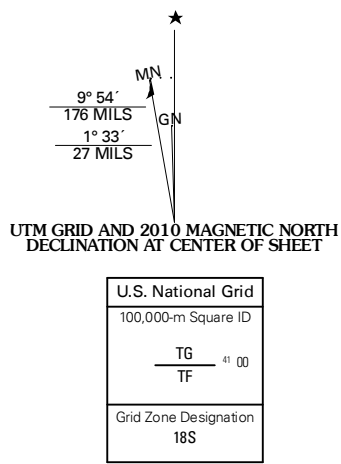 ★
MN
9° 54´
176 MILS
GN
1° 33´
27 MILS
UTM GRID AND 2010 MAGNETIC NORTH
DECLINATION AT CENTER OF SHEET
U.S. National Grid
100,000-m Square ID
TG
41 00
TF
Grid Zone Designation
18S